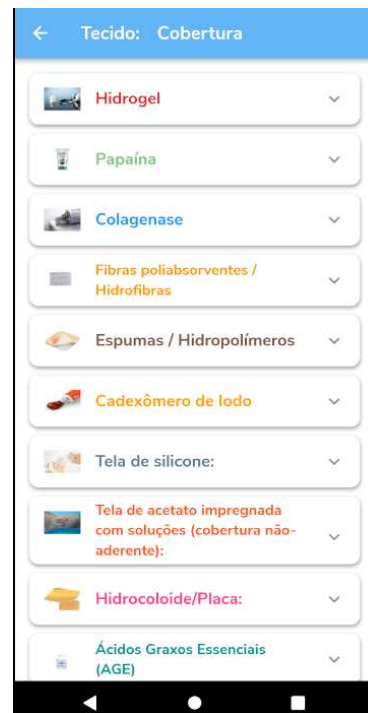 Tecido: Cobertura
Hidrogel
Papaína
Colagenase
Fibras poliabsorventes /
Hidrofibras
Espumas / Hidropolímeros
Cadexômero de Iodo
Tela de silicone:
Tela de acetato impregnada
com soluções (cobertura não-
aderente):
Hidrocoloide/Placa:
Ácidos Graxos Essenciais
(AGE)